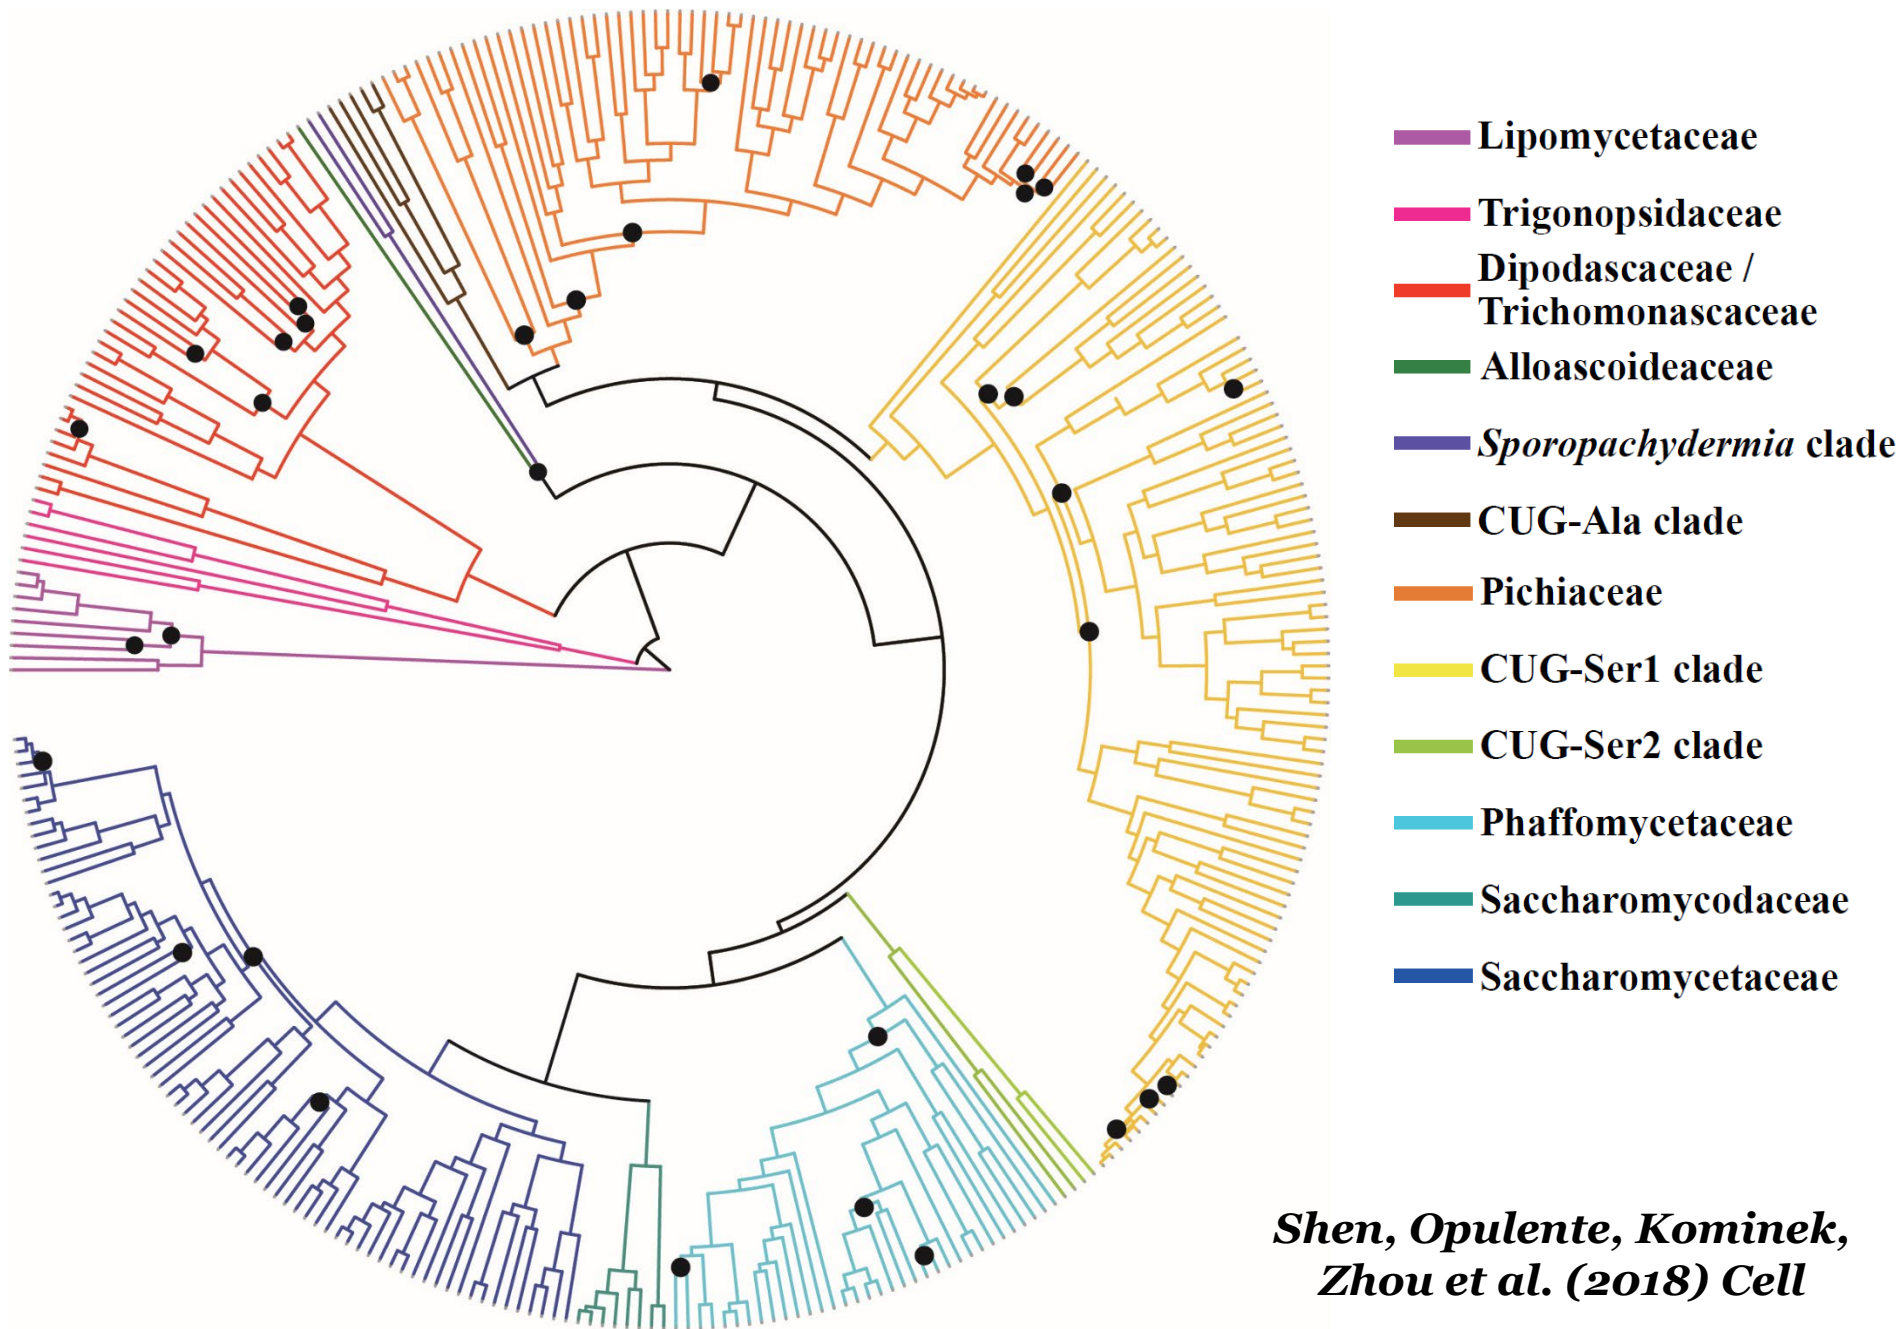 Lipomycetaceae
Trigonopsidaceae
Dipodascaceae /
Trichomonascaceae
Alloascoideaceae
Sporopachydermia clade
CUG-Ala clade
Pichiaceae
CUG-Ser1 clade
CUG-Ser2 clade
Phaffomycetaceae
Saccharomycodaceae
Saccharomycetaceae
Shen, Opulente, Kominek,
Zhou et al. (2018) Cell